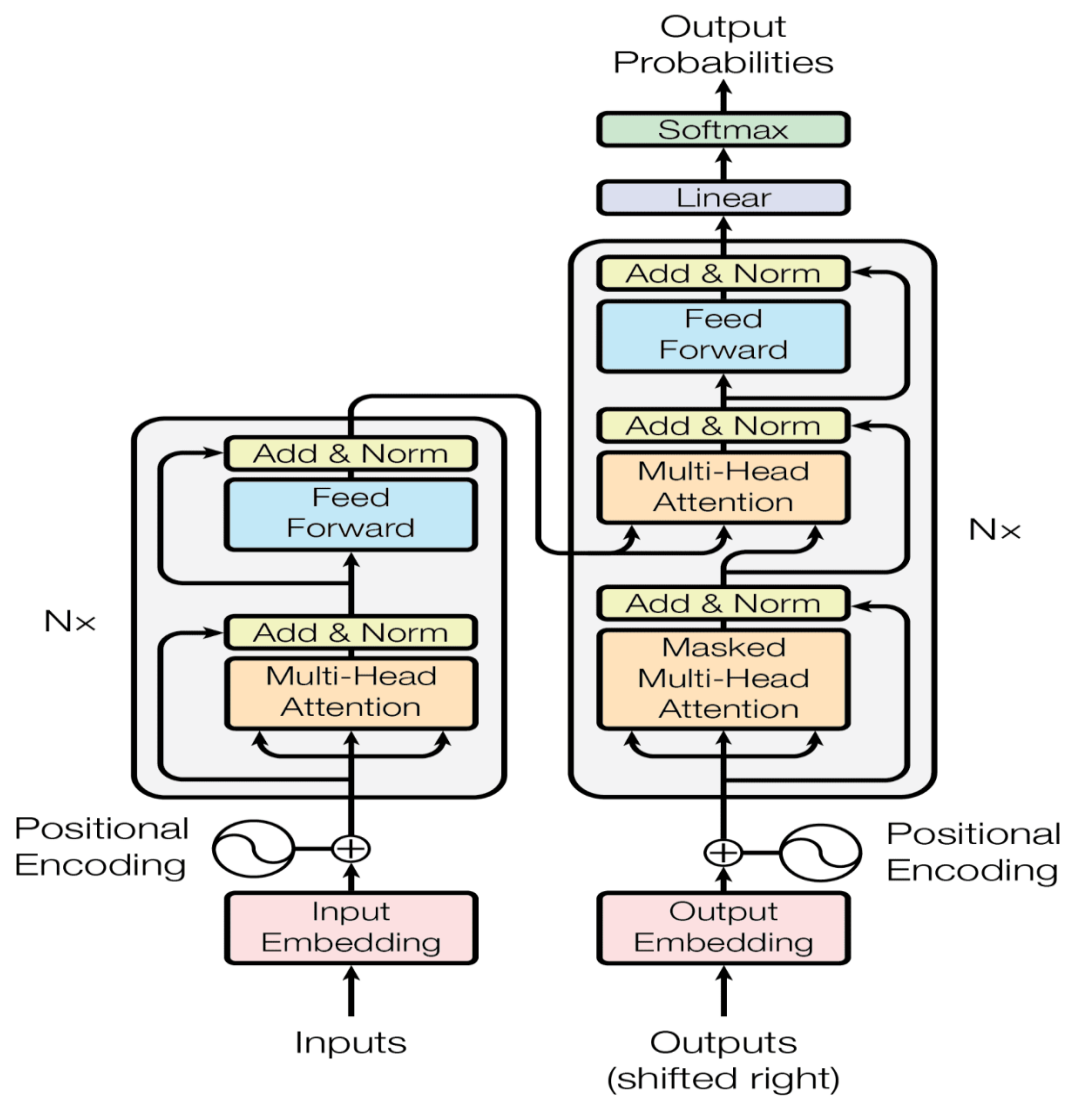 Output
Probabilities
Softmax
Linear
Add & Norm
Feed
Forward
Add & Norm
Multi-Head
Attention
Add & Norm
Masked
Multi-Head
Attention
Nx
Add & Norm
Feed
Forward
Add & Norm
Multi-Head
Attention
Nx
Positional
Encoding
Positional
Encoding
Input
Embedding
Output
Embedding
Inputs
Outputs
(shifted right)